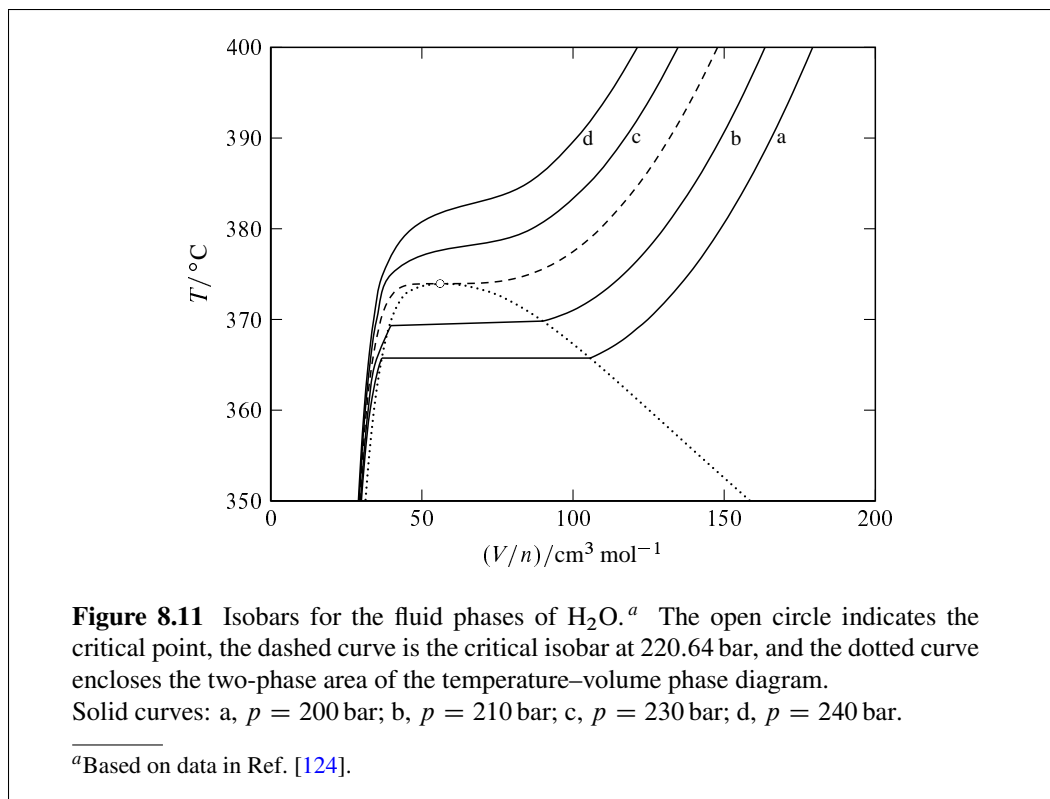 400
390
380
370
360
350
T/°C
d
c
b
a
0
50
100
150
200
(V/n)/cm³ mol⁻¹
Figure 8.11 Isobars for the fluid phases of H₂O.ᵃ The open circle indicates the
critical point, the dashed curve is the critical isobar at 220.64 bar, and the dotted curve
encloses the two-phase area of the temperature–volume phase diagram.
Solid curves: a, p = 200 bar; b, p = 210 bar; c, p = 230 bar; d, p = 240 bar.
ᵃBased on data in Ref. [124].